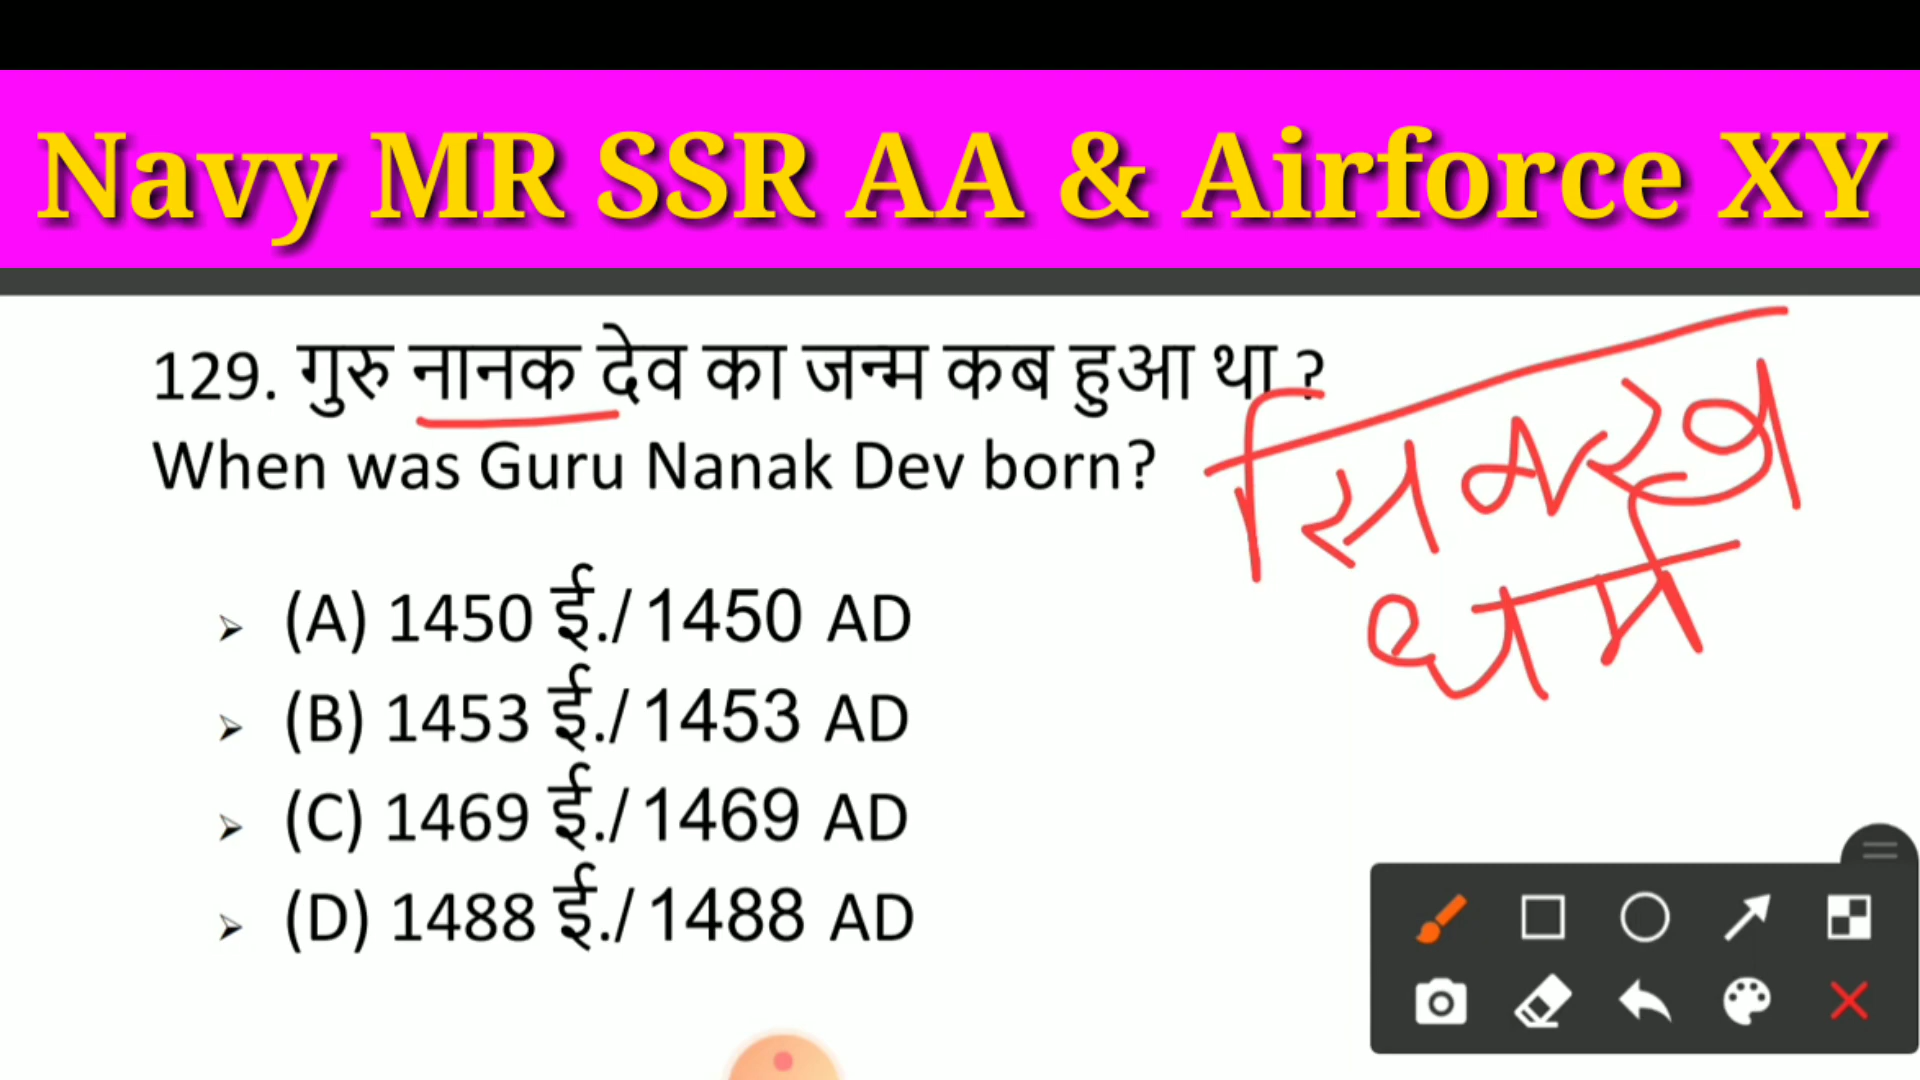 Navy MR SSR AA & Airforce XY
129. गुरु नानक देव का जन्म कब हुआ था ?
When was Guru Nanak Dev born?
(A) 1450 ई./ 1450 AD
(B) 1453 ई./ 1453 AD
(C) 1469 ई./ 1469 AD
(D) 1488 ई./ 1488 AD
धर्म